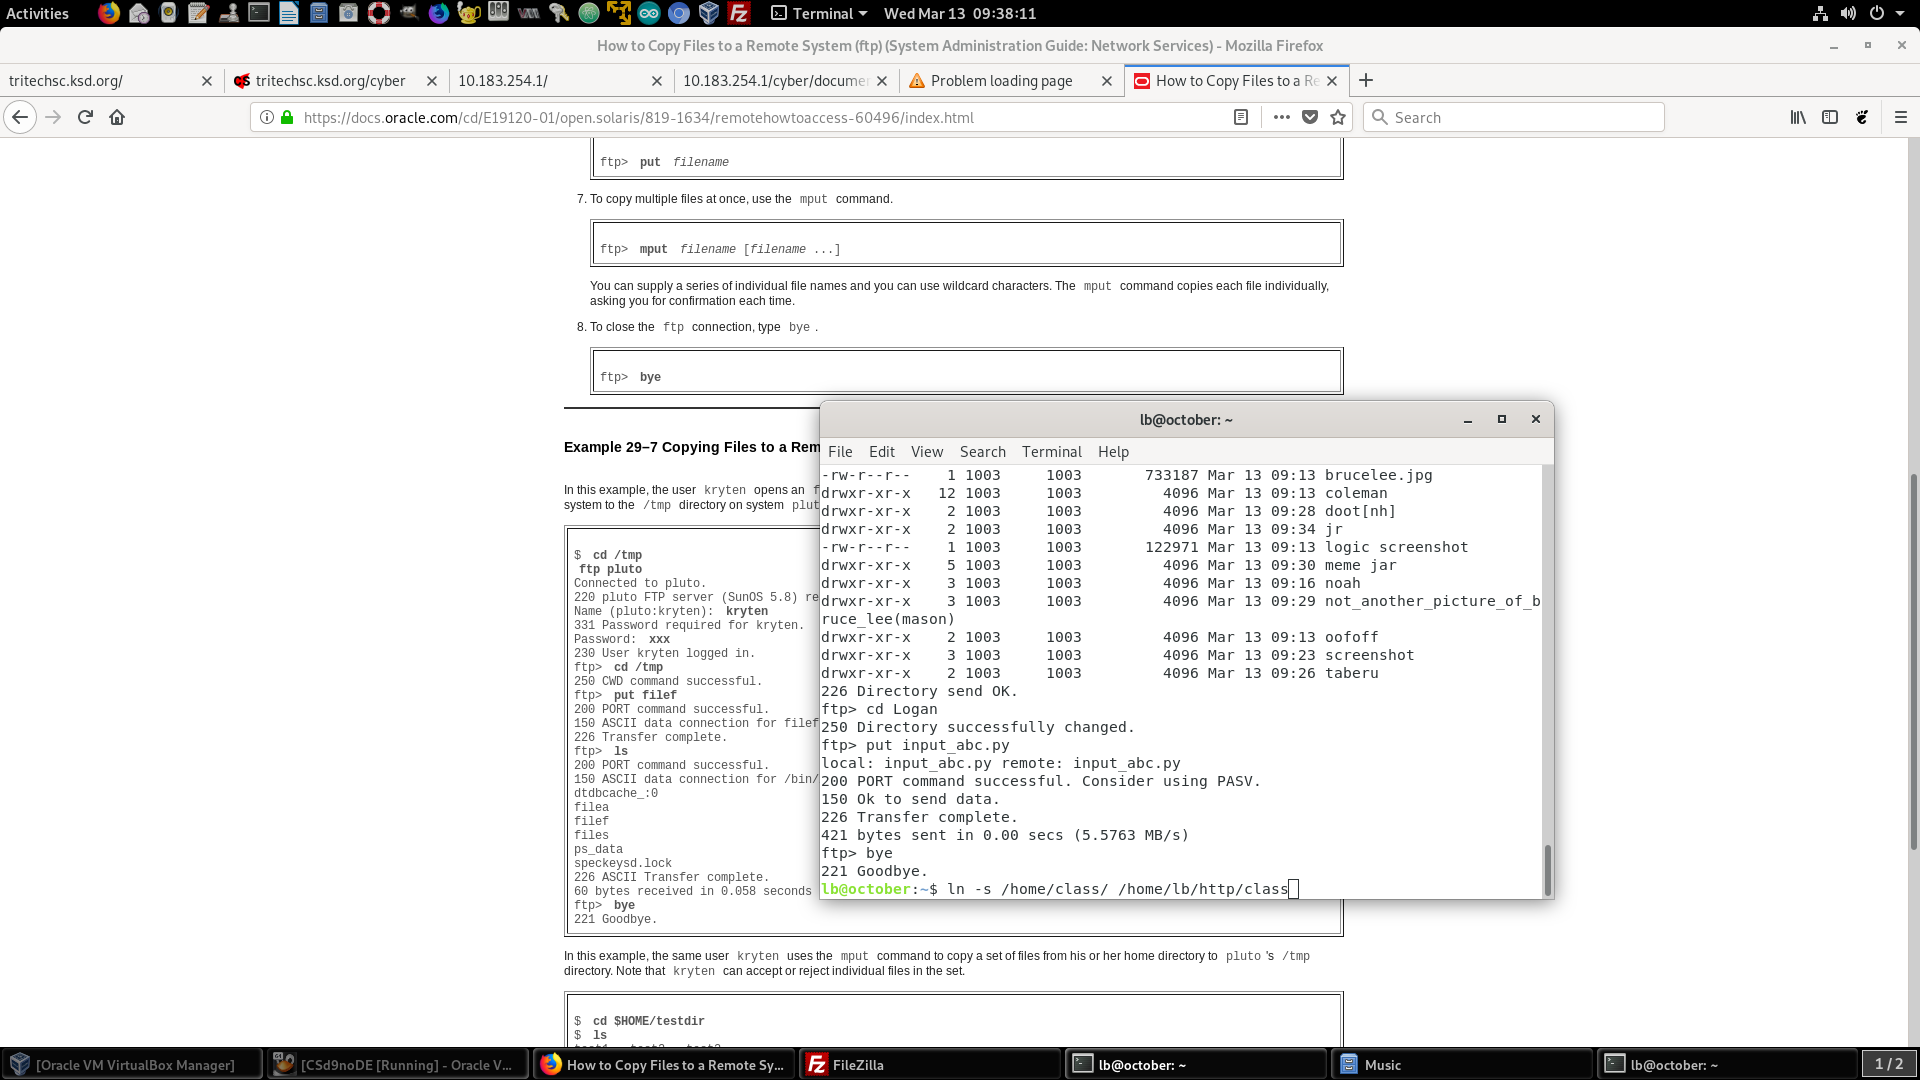 Activities
Terminal
Wed Mar 13 09:38:11
How to Copy Files to a Remote System (ftp) (System Administration Guide: Network Services) - Mozilla Firefox
tritechsc.ksd.org/
tritechsc.ksd.org/cyber
10.183.254.1/
10.183.254.1/cyber/docume
Problem loading page
How to Copy Files to a Re
https://docs.oracle.com/cd/E19120-01/open.solaris/819-1634/remotehowtoaccess-60496/index.html
Search
ftp> put filename
7. To copy multiple files at once, use the mput command.
ftp> mput filename [filename ...]
You can supply a series of individual file names and you can use wildcard characters. The mput command copies each file individually,
asking you for confirmation each time.
8. To close the ftp connection, type bye .
ftp> bye
Example 29–7 Copying Files to a Rem
In this example, the user kryten opens an f
system to the /tmp directory on system plut
$ cd /tmp
ftp pluto
Connected to pluto.
220 pluto FTP server (SunOS 5.8) re
Name (pluto:kryten): kryten
331 Password required for kryten.
Password: xxx
230 User kryten logged in.
ftp> cd /tmp
250 CWD command successful.
ftp> put filef
200 PORT command successful.
150 ASCII data connection for filef
226 Transfer complete.
ftp> ls
200 PORT command successful.
150 ASCII data connection for /bin/
dtdbcache_:0
filea
filef
files
ps_data
speckeysd.lock
226 ASCII Transfer complete.
60 bytes received in 0.058 seconds
ftp> bye
221 Goodbye.
In this example, the same user kryten uses the mput command to copy a set of files from his or her home directory to pluto 's /tmp
directory. Note that kryten can accept or reject individual files in the set.
$ cd $HOME/testdir
$ ls
lb@october: ~
File Edit View Search Terminal Help
-rw-r--r-- 1 1003 1003 733187 Mar 13 09:13 brucelee.jpg
drwxr-xr-x 12 1003 1003 4096 Mar 13 09:13 coleman
drwxr-xr-x 2 1003 1003 4096 Mar 13 09:28 doot[nh]
drwxr-xr-x 2 1003 1003 4096 Mar 13 09:34 jr
-rw-r--r-- 1 1003 1003 122971 Mar 13 09:13 logic screenshot
drwxr-xr-x 5 1003 1003 4096 Mar 13 09:30 meme jar
drwxr-xr-x 3 1003 1003 4096 Mar 13 09:16 noah
drwxr-xr-x 3 1003 1003 4096 Mar 13 09:29 not_another_picture_of_b
ruce_lee(mason)
drwxr-xr-x 2 1003 1003 4096 Mar 13 09:13 oofoff
drwxr-xr-x 3 1003 1003 4096 Mar 13 09:23 screenshot
drwxr-xr-x 2 1003 1003 4096 Mar 13 09:26 taberu
226 Directory send OK.
ftp> cd Logan
250 Directory successfully changed.
ftp> put input_abc.py
local: input_abc.py remote: input_abc.py
200 PORT command successful. Consider using PASV.
150 Ok to send data.
226 Transfer complete.
421 bytes sent in 0.00 secs (5.5763 MB/s)
ftp> bye
221 Goodbye.
lb@october:~$ ln -s /home/class/ /home/lb/http/class
[Oracle VM VirtualBox Manager]
[CSd9noDE [Running] - Oracle V...
How to Copy Files to a Remote Sy...
FileZilla
lb@october: ~
Music
lb@october: ~
1 / 2